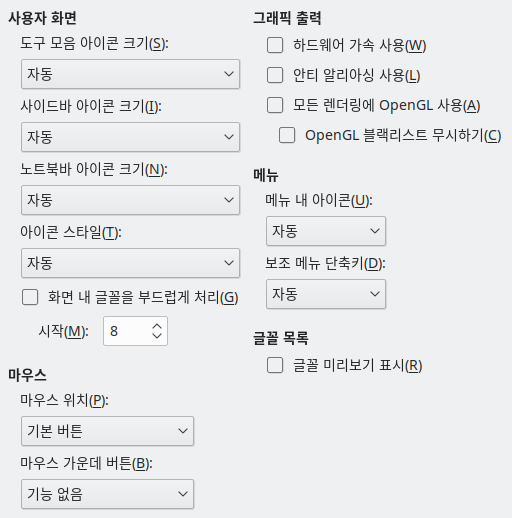 사용자 화면
도구 모음 아이콘 크기(S):
자동
사이드바 아이콘 크기(I):
자동
노트북바 아이콘 크기(N):
자동
아이콘 스타일(T):
자동
화면 내 글꼴을 부드럽게 처리(G)
시작(M): 8
마우스
마우스 위치(P):
기본 버튼
마우스 가운데 버튼(B):
기능 없음
그래픽 출력
하드웨어 가속 사용(W)
안티 알리아싱 사용(L)
모든 렌더링에 OpenGL 사용(A)
OpenGL 블랙리스트 무시하기(C)
메뉴
메뉴 내 아이콘(U):
자동
보조 메뉴 단축키(D):
자동
글꼴 목록
글꼴 미리보기 표시(R)